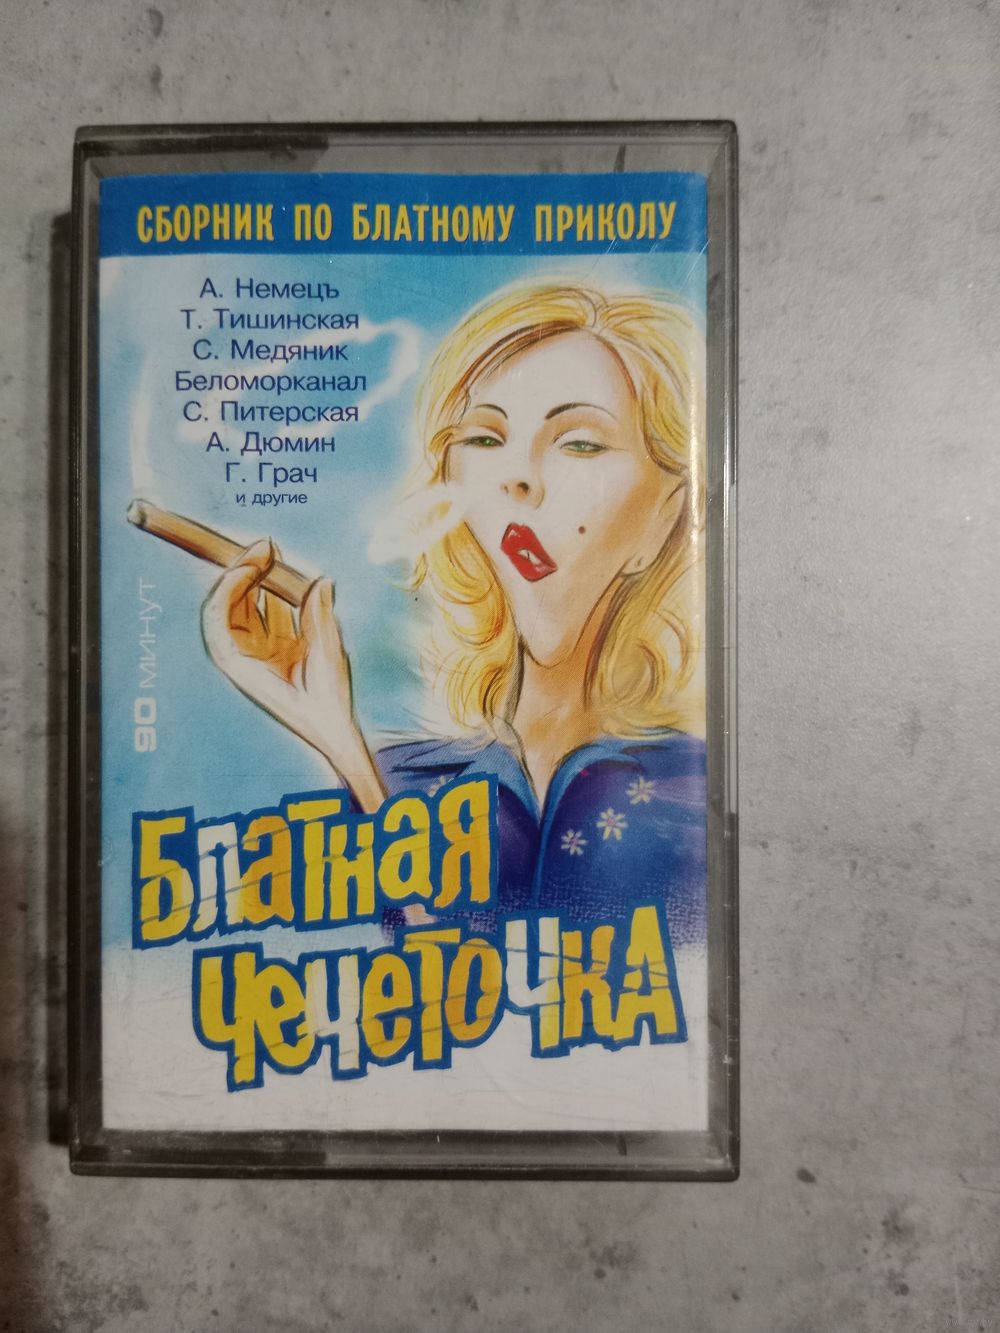 СБОРНИК ПО БЛАТНОМУ ПРИКОЛУ
А. Немецъ
Т. Тишинская
С. Медяник
Беломорканал
С. Питерская
А. Дюмин
Г. Грач
и другие
90 МИНУТ
БЛАТНАЯ
ЧЕЧЕТОЧКА